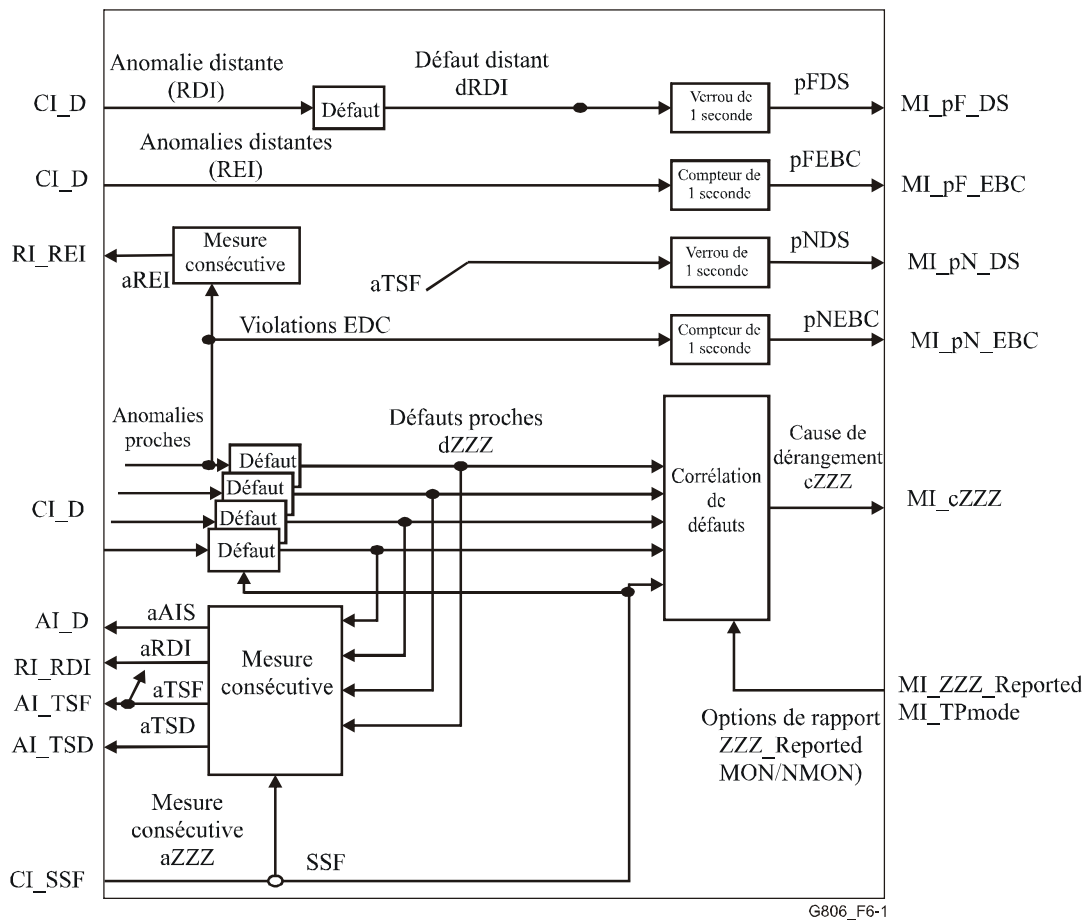 Anomalie distante
(RDI)
Défaut distant
dRDI
pFDS
CI_D
Défaut
Verrou de
1 seconde
MI_pF_DS
Anomalies distantes
(REI)
pFEBC
CI_D
Compteur de
1 seconde
MI_pF_EBC
RI_REI
Mesure
consécutive
aREI
aTSF
Verrou de
1 seconde
pNDS
MI_pN_DS
Violations EDC
Compteur de
1 seconde
pNEBC
MI_pN_EBC
Anomalies
proches
Défauts proches
dZZZ
Défaut
Défaut
Défaut
Défaut
CI_D
Corrélation
de
défauts
Cause de
dérangement
cZZZ
MI_cZZZ
AI_D
aAIS
RI_RDI
aRDI
AI_TSF
aTSF
AI_TSD
aTSD
Mesure
consécutive
MI_ZZZ_Reported
MI_TPmode
Options de rapport
ZZZ_Reported
MON/NMON)
Mesure
consécutive
aZZZ
SSF
CI_SSF
G806_F6-1